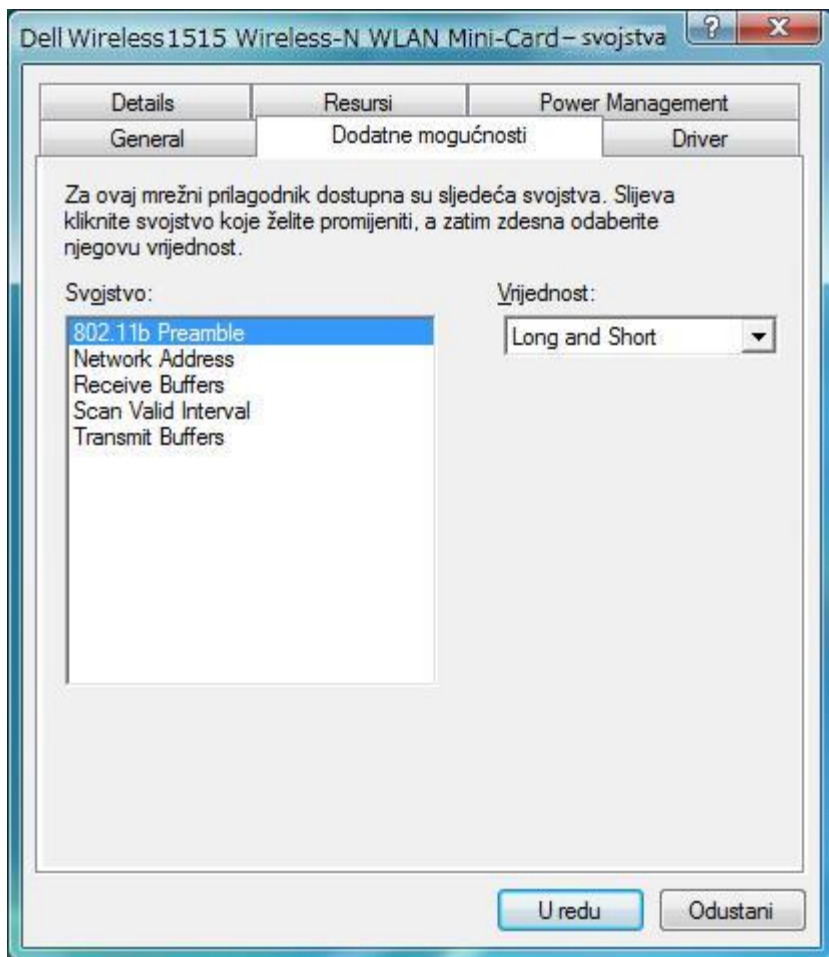 Dell Wireless 1515 Wireless-N WLAN Mini-Card – svojstva
Details Resursi Power Management
General Dodatne mogućnosti Driver
Za ovaj mrežni prilagodnik dostupna su sljedeća svojstva. Slijeva
kliknite svojstvo koje želite promijeniti, a zatim zdesna odaberite
njegovu vrijednost.
Svojstvo: Vrijednost:
802.11b Preamble Long and Short
Network Address
Receive Buffers
Scan Valid Interval
Transmit Buffers
U redu Odustani